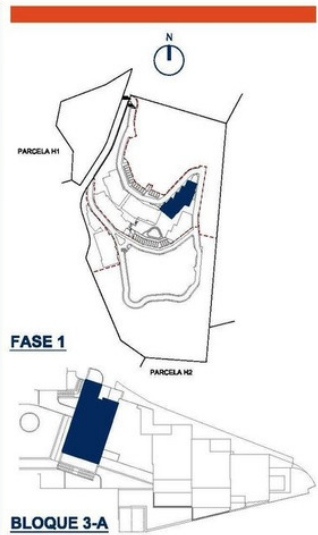 N
PARCELA H1
FASE 1
PARCELA H2
BLOQUE 3-A